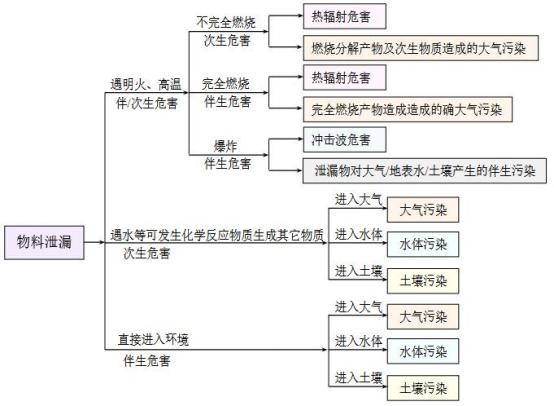 不完全燃烧
次生危害
热辐射危害
燃烧分解产物及次生物质造成的大气污染
遇明火、高温
伴/次生危害
完全燃烧
伴生危害
热辐射危害
完全燃烧产物造成造成的确大气污染
爆炸
伴生危害
冲击波危害
泄漏物对大气/地表水/土壤产生的伴生污染
物料泄漏
遇水等可发生化学反应物质生成其它物质
次生危害
进入大气
大气污染
进入水体
水体污染
进入土壤
土壤污染
直接进入环境
伴生危害
进入大气
大气污染
进入水体
水体污染
进入土壤
土壤污染